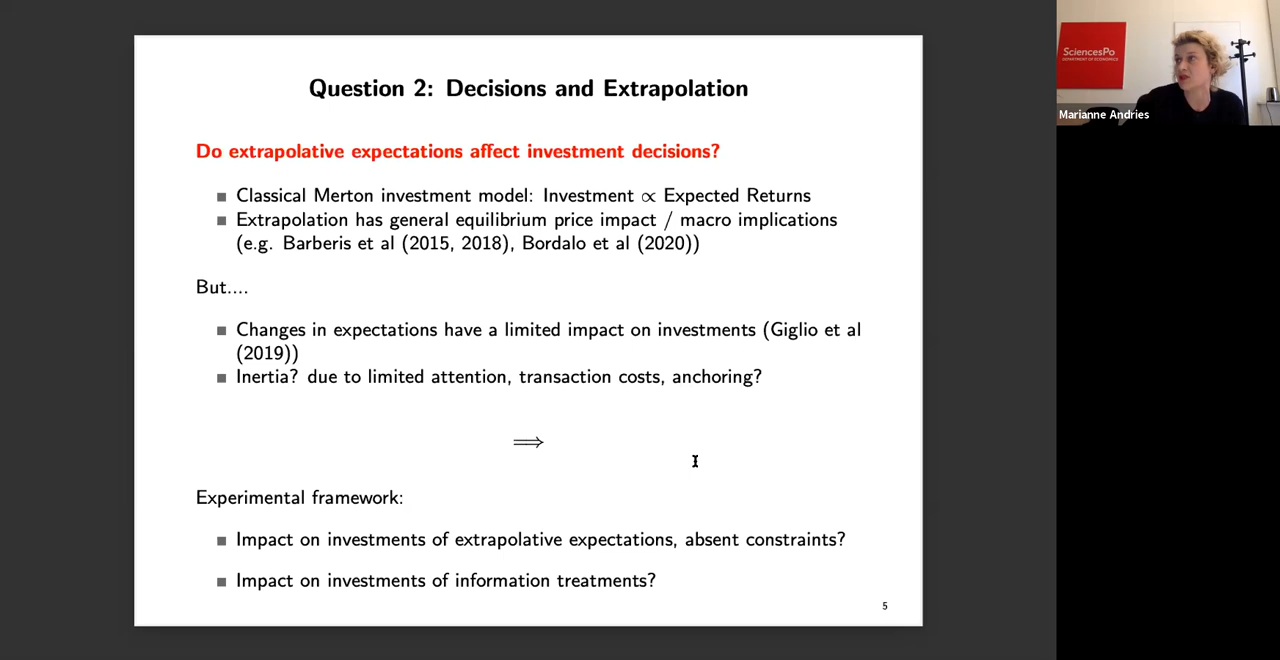 Question 2: Decisions and Extrapolation
Do extrapolative expectations affect investment decisions?
Classical Merton investment model: Investment ∝ Expected Returns
Extrapolation has general equilibrium price impact / macro implications
(e.g. Barberis et al (2015, 2018), Bordalo et al (2020))
But....
Changes in expectations have a limited impact on investments (Giglio et al
(2019))
Inertia? due to limited attention, transaction costs, anchoring?
⟹
Experimental framework:
Impact on investments of extrapolative expectations, absent constraints?
Impact on investments of information treatments?
5
SciencesPo
DEPARTMENT OF ECONOMICS
Marianne Andries